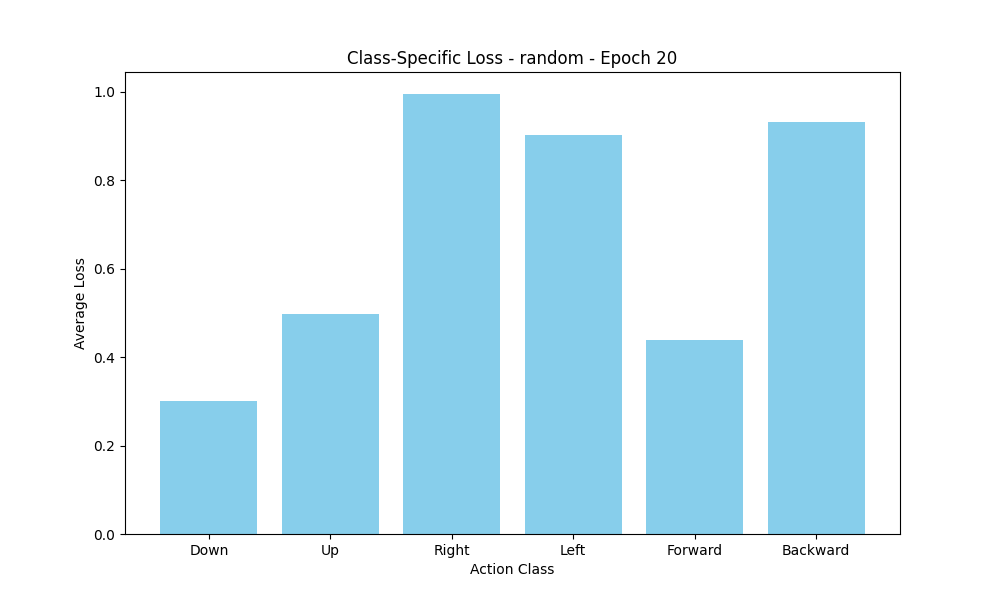 Class-Specific Loss - random - Epoch 20
1.0
0.8
0.6
0.4
0.2
0.0
Average Loss
Down Up Right Left Forward Backward
Action Class